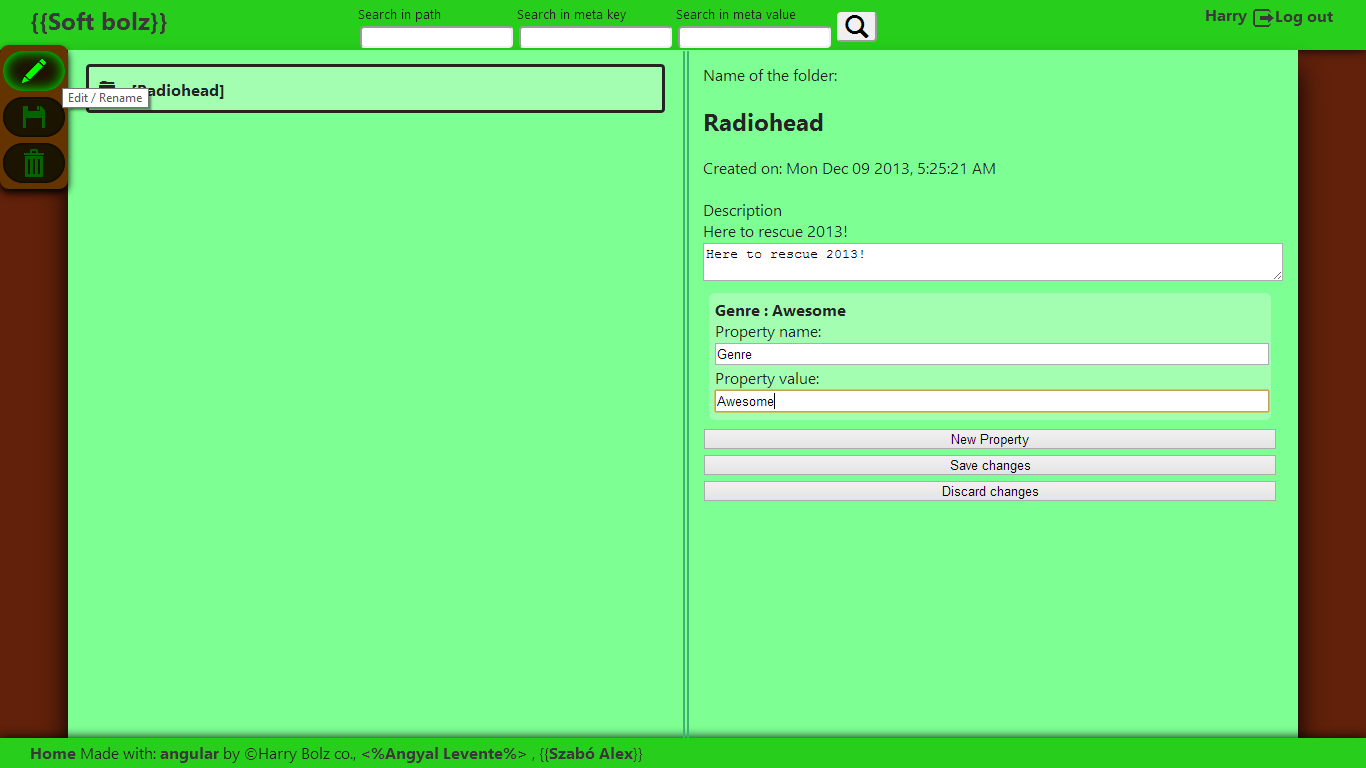 {{Soft bolz}}
Search in path
Search in meta key
Search in meta value
Harry
Log out
Edit / Rename
Radiohead]
Name of the folder:
Radiohead
Created on: Mon Dec 09 2013, 5:25:21 AM
Description
Here to rescue 2013!
Here to rescue 2013!
Genre : Awesome
Property name:
Genre
Property value:
Awesome
New Property
Save changes
Discard changes
Home Made with: angular by ©Harry Bolz co., <%Angyal Levente%> , {{Szabó Alex}}